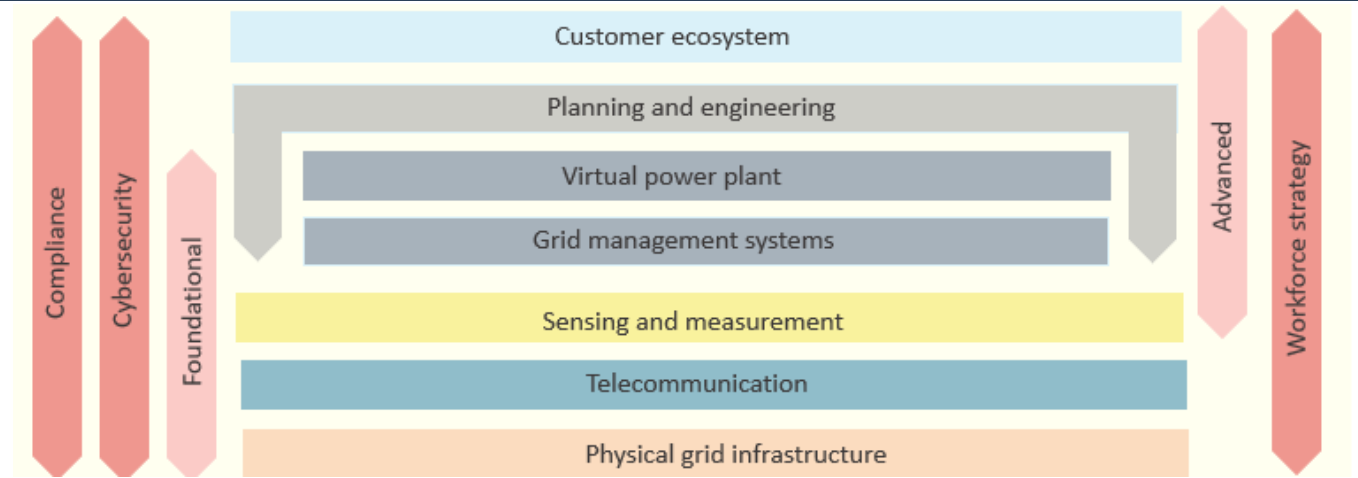 Customer ecosystem
Planning and engineering
Virtual power plant
Grid management systems
Sensing and measurement
Telecommunication
Physical grid infrastructure
Compliance
Cybersecurity
Foundational
Advanced
Workforce strategy